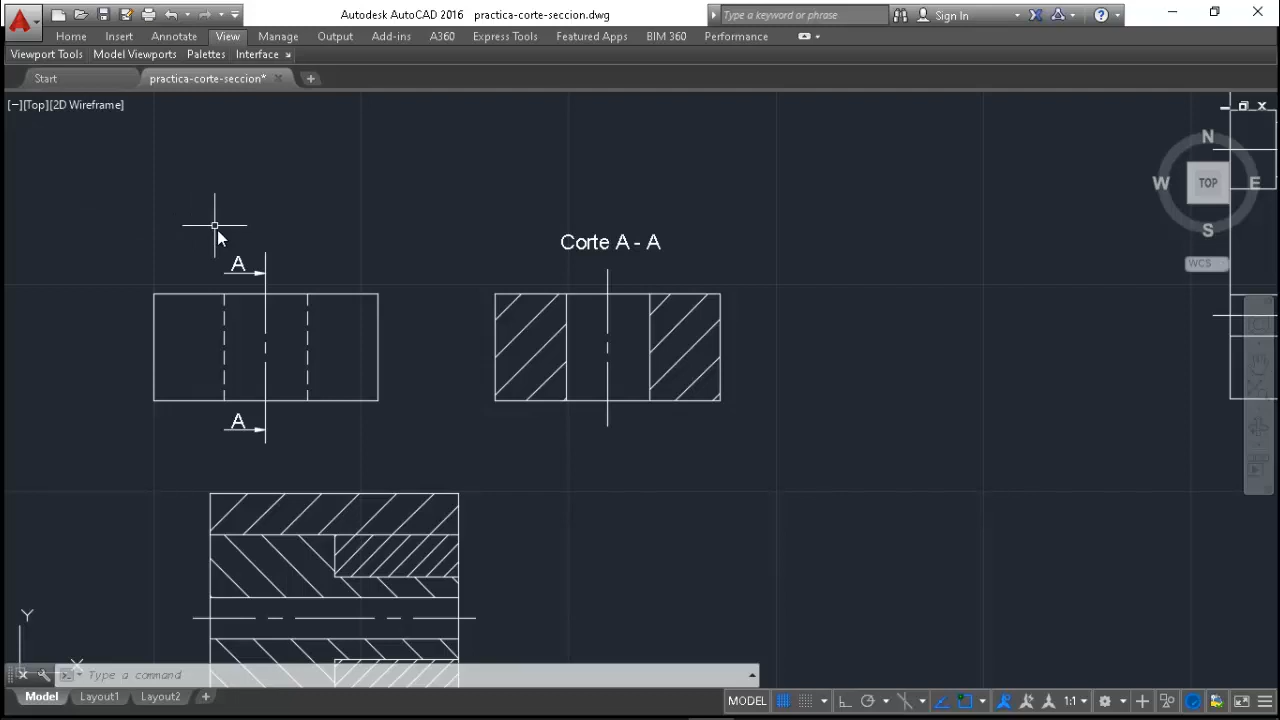 Autodesk AutoCAD 2016 practica-corte-seccion.dwg
Type a keyword or phrase
Sign In
Home Insert Annotate View Manage Output Add-ins A360 Express Tools Featured Apps BIM 360 Performance
Viewport Tools Model Viewports Palettes Interface
Start practica-corte-seccion*
[−][Top][2D Wireframe]
N
W TOP E
S
WCS
Corte A - A
A
A
Y
X
Type a command
Model Layout1 Layout2
MODEL 1:1